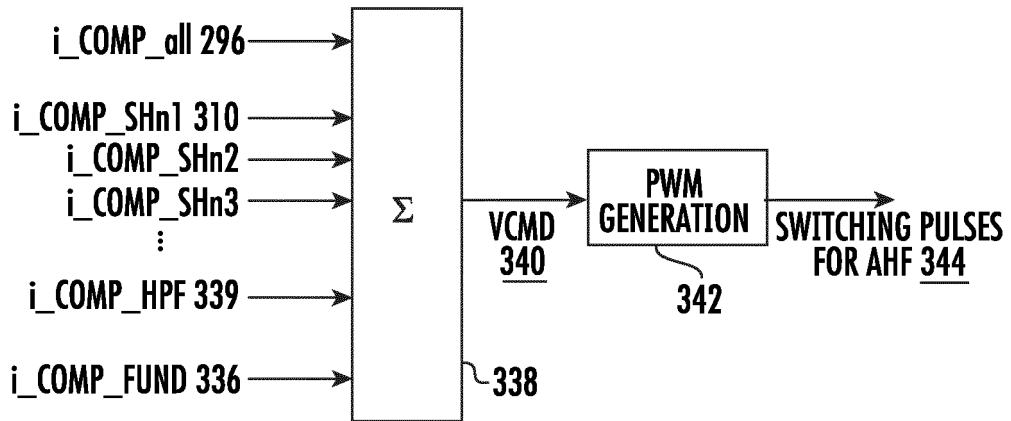 i_COMP_all 296
i_COMP_SHn1 310
i_COMP_SHn2
i_COMP_SHn3
⋮
i_COMP_HPF 339
i_COMP_FUND 336
Σ
338
VCMD
340
PWM
GENERATION
342
SWITCHING PULSES
FOR AHF 344